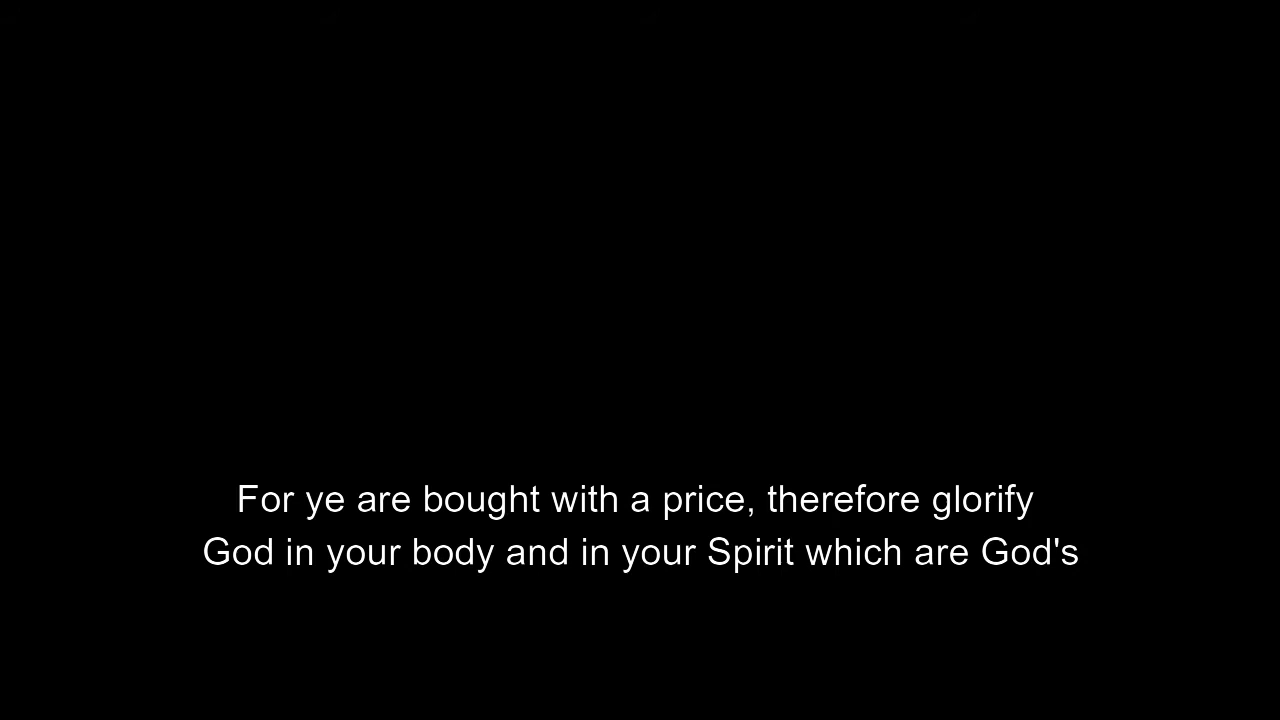 For ye are bought with a price, therefore glorify
God in your body and in your Spirit which are God's